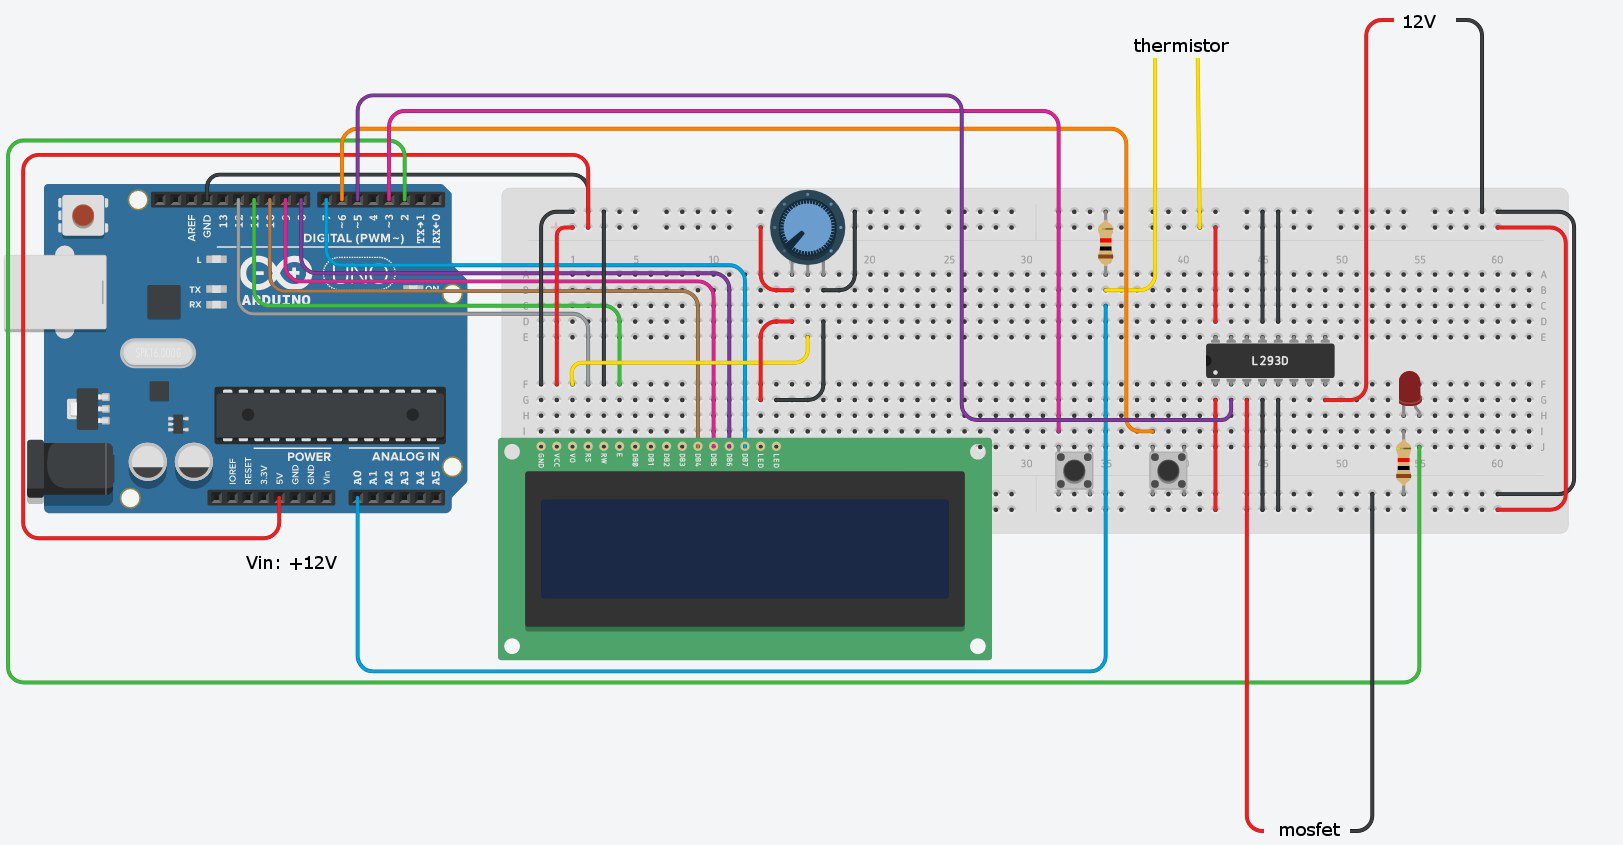 12V
thermistor
AREF
GND
13
12
11
10
9
8
7
~6
~5
4
~3
2
TX→1
RX←0
DIGITAL (PWM~)
L
TX
RX
UNO
ON
ARDUINO
1
5
10
20
25
30
40
45
50
55
60
A
B
C
D
E
A
B
C
D
E
L293D
F
G
H
I
F
G
H
I
J
SPK16.000G
IOREF
RESET
3.3V
5V
GND
GND
Vin
POWER
ANALOG IN
A0
A1
A2
A3
A4
A5
GND
VCC
VO
RS
RW
E
DB0
DB1
DB2
DB3
DB4
DB5
DB6
DB7
LED
LED
30
35
40
45
50
55
60
Vin: +12V
mosfet